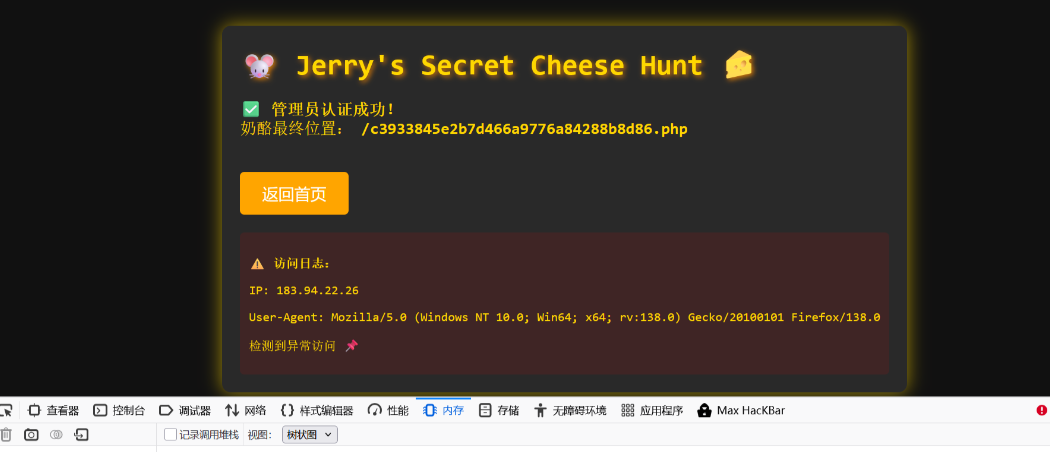 🐭 Jerry's Secret Cheese Hunt 🧀
✅ 管理员认证成功!
奶酪最终位置: /c3933845e2b7d466a9776a84288b8d86.php
返回首页
⚠️ 访问日志:
IP: 183.94.22.26
User-Agent: Mozilla/5.0 (Windows NT 10.0; Win64; x64; rv:138.0) Gecko/20100101 Firefox/138.0
检测到异常访问 📌
查看器 控制台 调试器 网络 样式编辑器 性能 内存 存储 无障碍环境 应用程序 Max HacKBar
记录调用堆栈 视图: 树状图